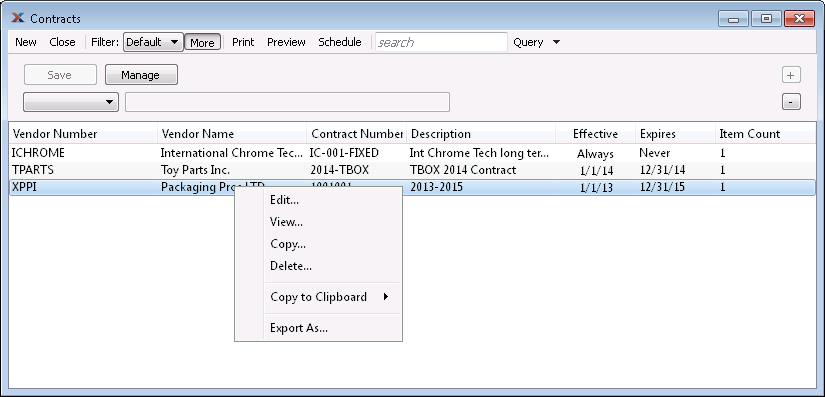 Contracts
New Close Filter: Default More Print Preview Schedule search Query
Save Manage +
-
Vendor Number Vendor Name Contract Number Description Effective Expires Item Count
ICHROME International Chrome Tec... IC-001-FIXED Int Chrome Tech long ter... Always Never 1
TPARTS Toy Parts Inc. 2014-TBOX TBOX 2014 Contract 1/1/14 12/31/14 1
XPPI Packaging LTD 1001001 2013-2015 1/1/13 12/31/15 1
Edit...
View...
Copy...
Delete...
Copy to Clipboard
Export As...